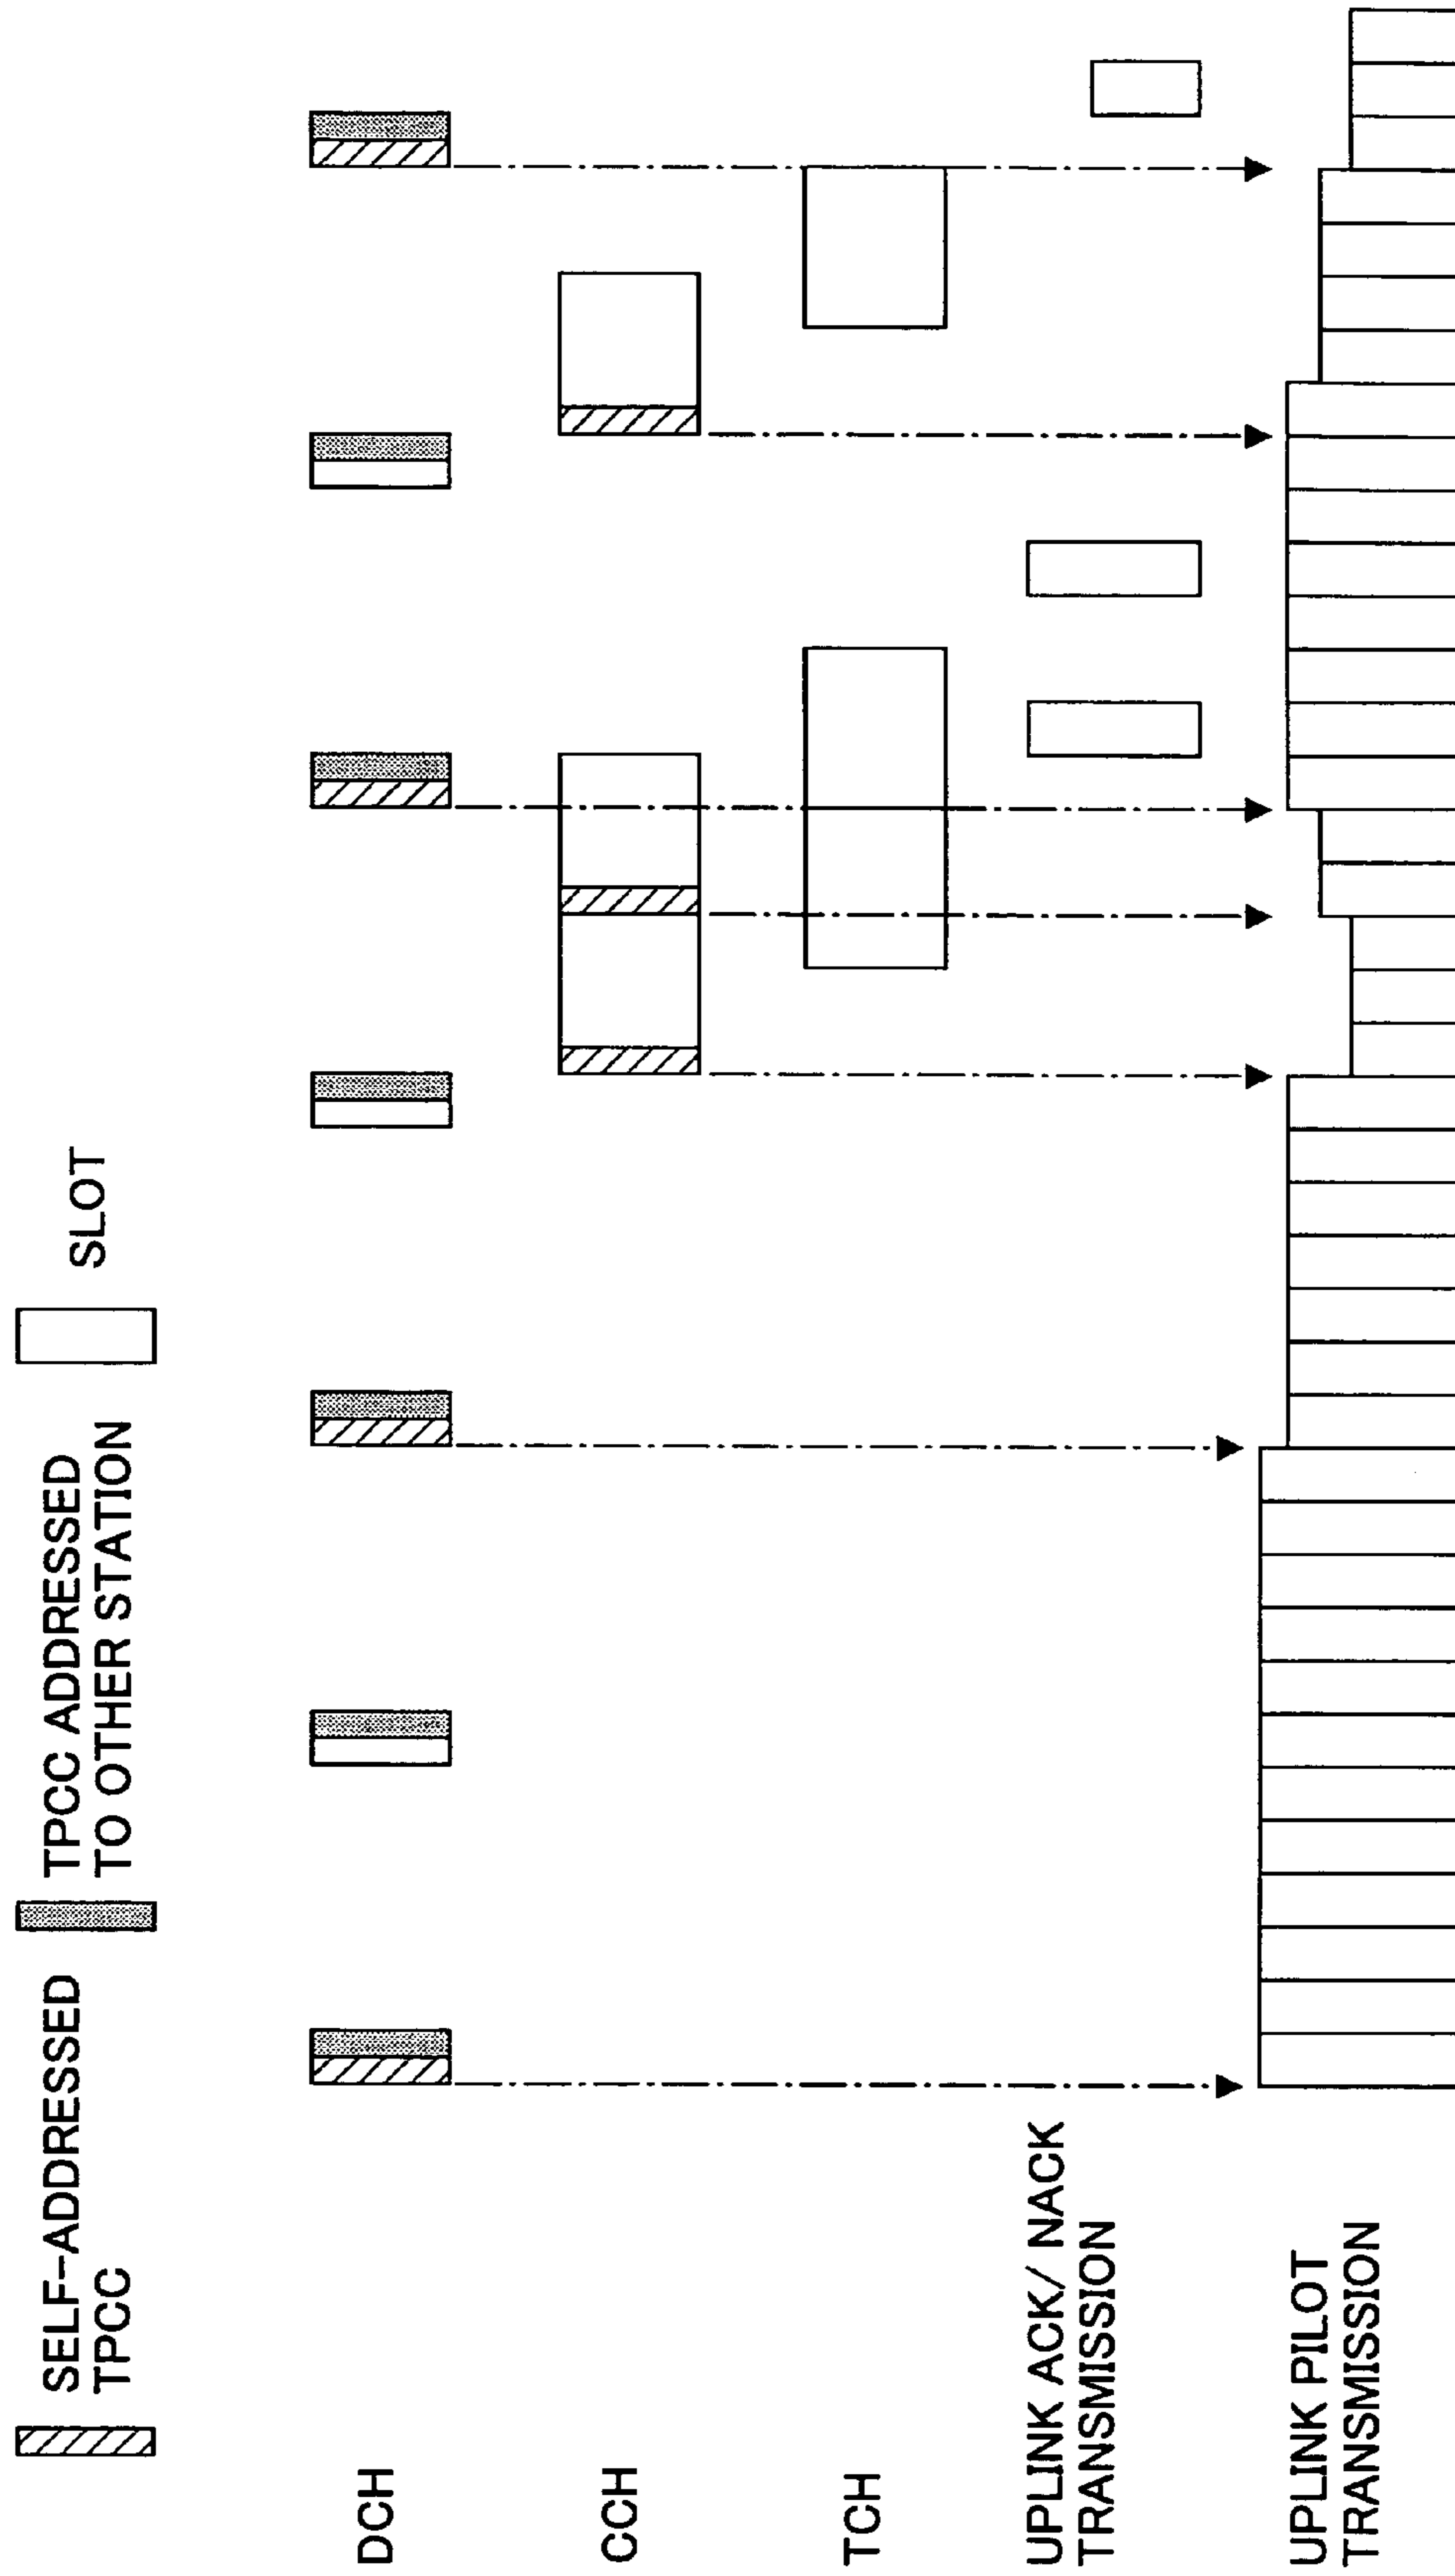 SELF-ADDRESSED
TPCC
TPCC ADDRESSED
TO OTHER STATION
SLOT
DCH
CCH
TCH
UPLINK ACK/ NACK
TRANSMISSION
UPLINK PILOT
TRANSMISSION